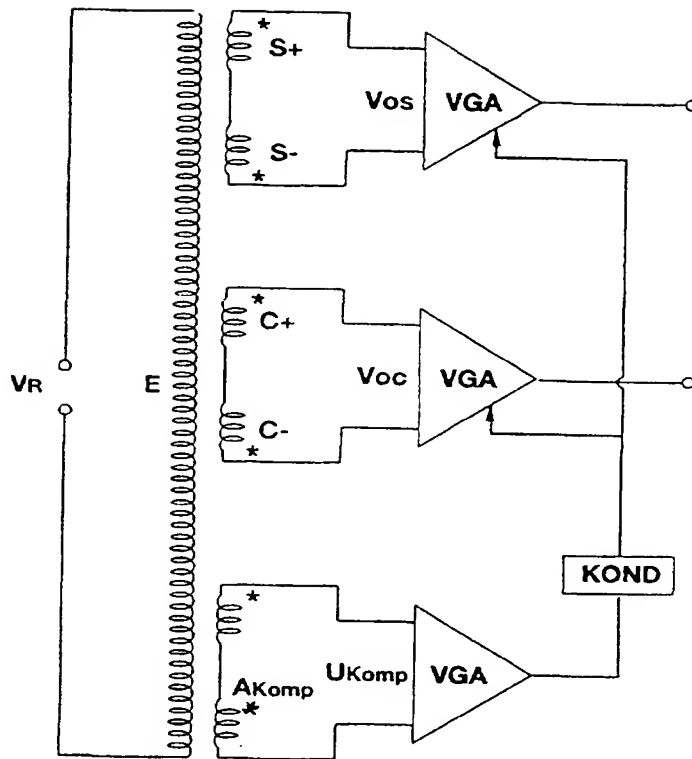 *
S+
Vos
VGA
S-
*
*
C+
VR
E
Voc
VGA
C-
*
KOND
*
AKomp
UKomp
VGA
*